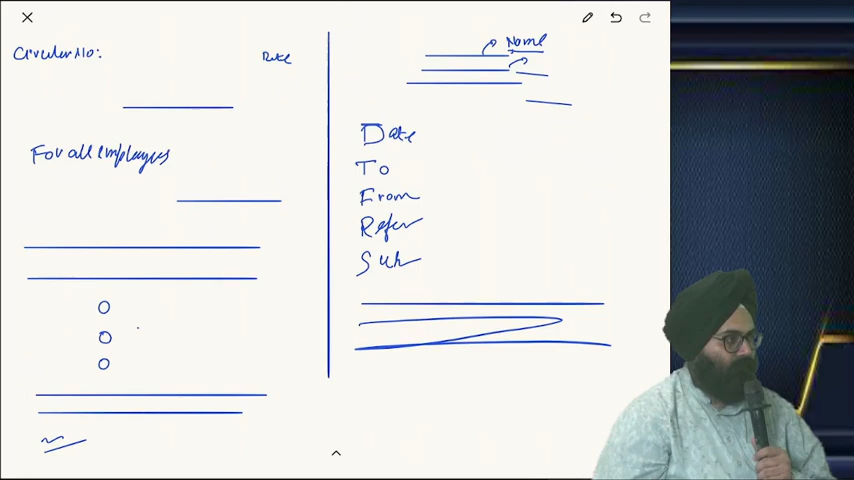 Circular No:
Date
For all employees
Name
Date
To
From
Refer
Sub